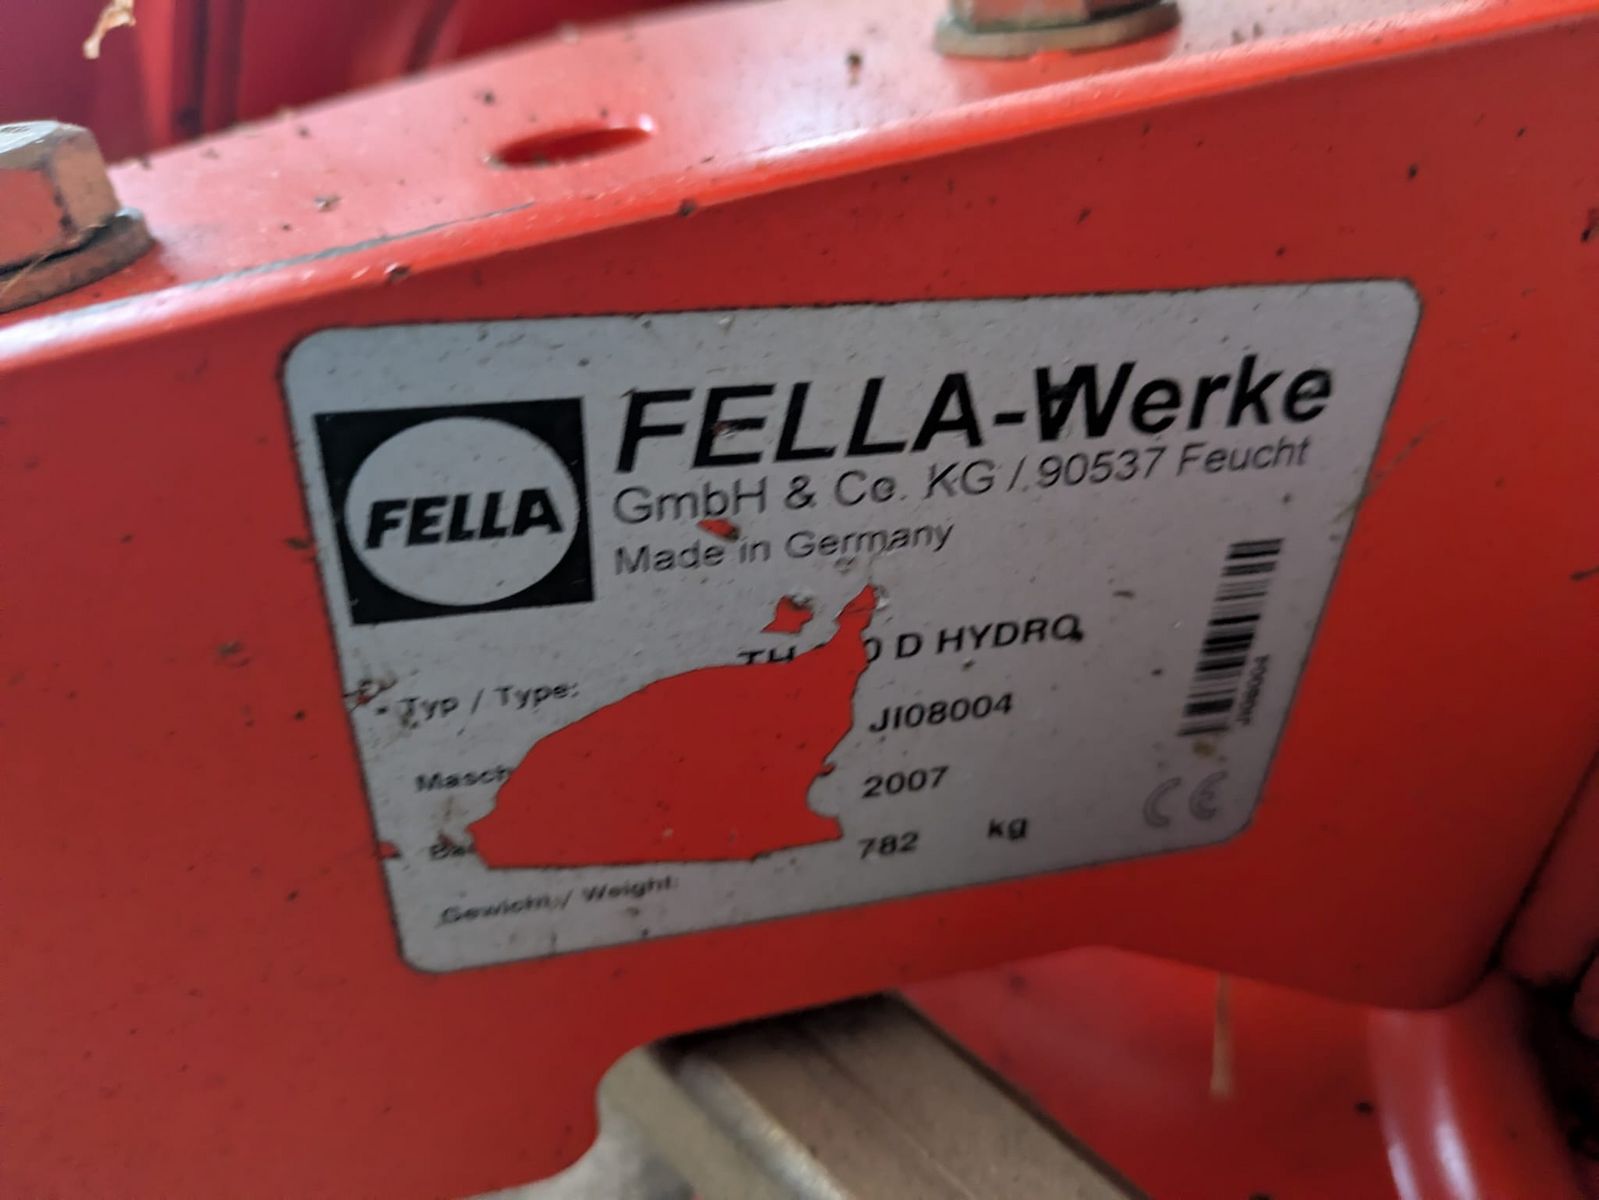 FELLA
FELLA-Werke
GmbH & Co. KG / 90537 Feucht
Made in Germany
Typ / Type: D HYDRO
JI08004
2007
Gewicht / Weight: 782 kg
CE